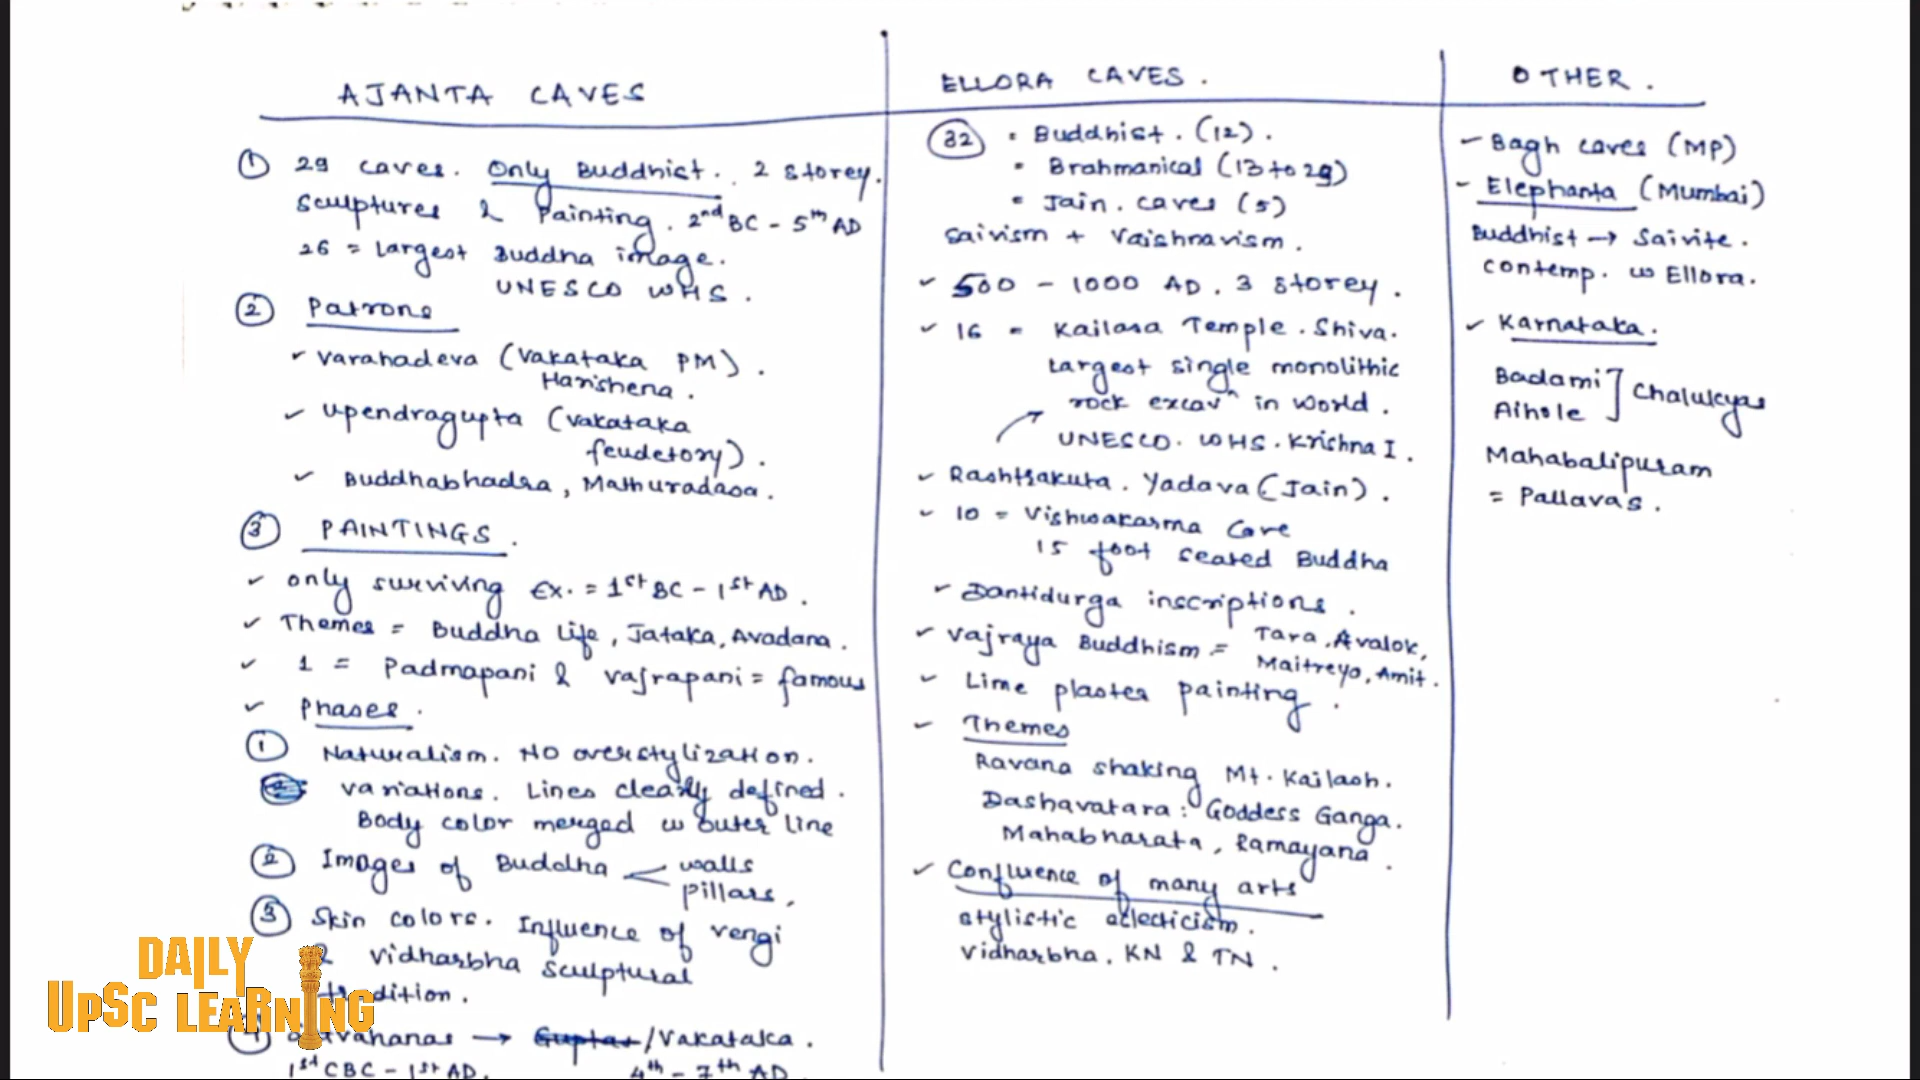 AJANTA CAVES
① 29 caves. Only Buddhist. 2 storey.
Sculptures & Painting. 2nd BC - 5th AD
26 = Largest Buddha image.
UNESCO WHS.
② Patrons
✓ Varahadeva (Vakataka PM).
Harishena.
✓ Upendragupta (Vakataka
feudetory).
✓ Buddhabhadra, Mathuradasa.
③ PAINTINGS.
✓ only surviving Ex. = 1st BC - 1st AD.
✓ Themes = Buddha Life, Jataka, Avadana.
✓ 1 = Padmapani & Vajrapani = famous
✓ Phases.
① Naturalism. NO overstylization.
variations. Lines clearly defined.
Body color merged w outer line
② Images of Buddha < walls
pillars,
③ Skin colors. Influence of vengi
& Vidharbha sculptural
tradition.
④ /Vakataka.
1st CBC - 1st AD. 4th - 7th AD
ELLORA CAVES.
32 • Buddhist. (12).
• Brahmanical (13 to 29)
• Jain. caves (5)
Saivism + Vaishnavism.
✓ 500 - 1000 AD. 3 storey.
✓ 16 = Kailasa Temple. Shiva.
Largest single monolithic
rock excavn in world.
UNESCO. WHS. Krishna I.
✓ Rashtrakuta. Yadava (Jain).
✓ 10 = Vishwakarma Cave
15 foot seated Buddha
✓ Dantidurga inscriptions.
✓ Vajraya Buddhism = Tara, Avalok,
Maitreyo, Amit.
✓ Lime plaster painting.
✓ Themes
Ravana shaking Mt. Kailash.
Dashavatara: Goddess Ganga.
Mahabharata, Ramayana.
✓ Confluence of many arts
stylistic eclecticism.
Vidharbha, KN & TN.
OTHER.
- Bagh caves (MP)
- Elephanta (Mumbai)
Buddhist → Saivite.
contemp. w Ellora.
✓ Karnataka.
Badami ] Chalukyas
Aihole
Mahabalipuram
= Pallavas.
DAILY
UPSC LEARNING